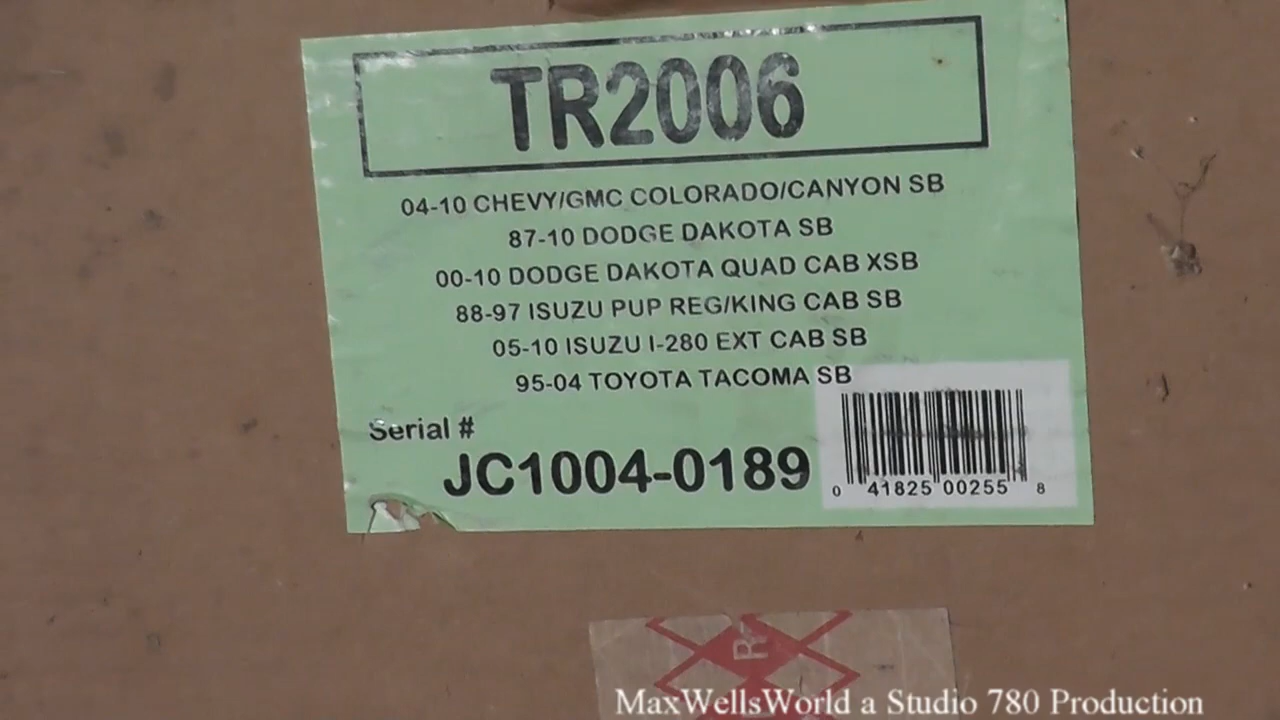 TR2006
04-10 CHEVY/GMC COLORADO/CANYON SB
87-10 DODGE DAKOTA SB
00-10 DODGE DAKOTA QUAD CAB XSB
88-97 ISUZU PUP REG/KING CAB SB
05-10 ISUZU I-280 EXT CAB SB
95-04 TOYOTA TACOMA SB
Serial #
JC1004-0189
0 41825 00255 8
MaxWellsWorld a Studio 780 Production